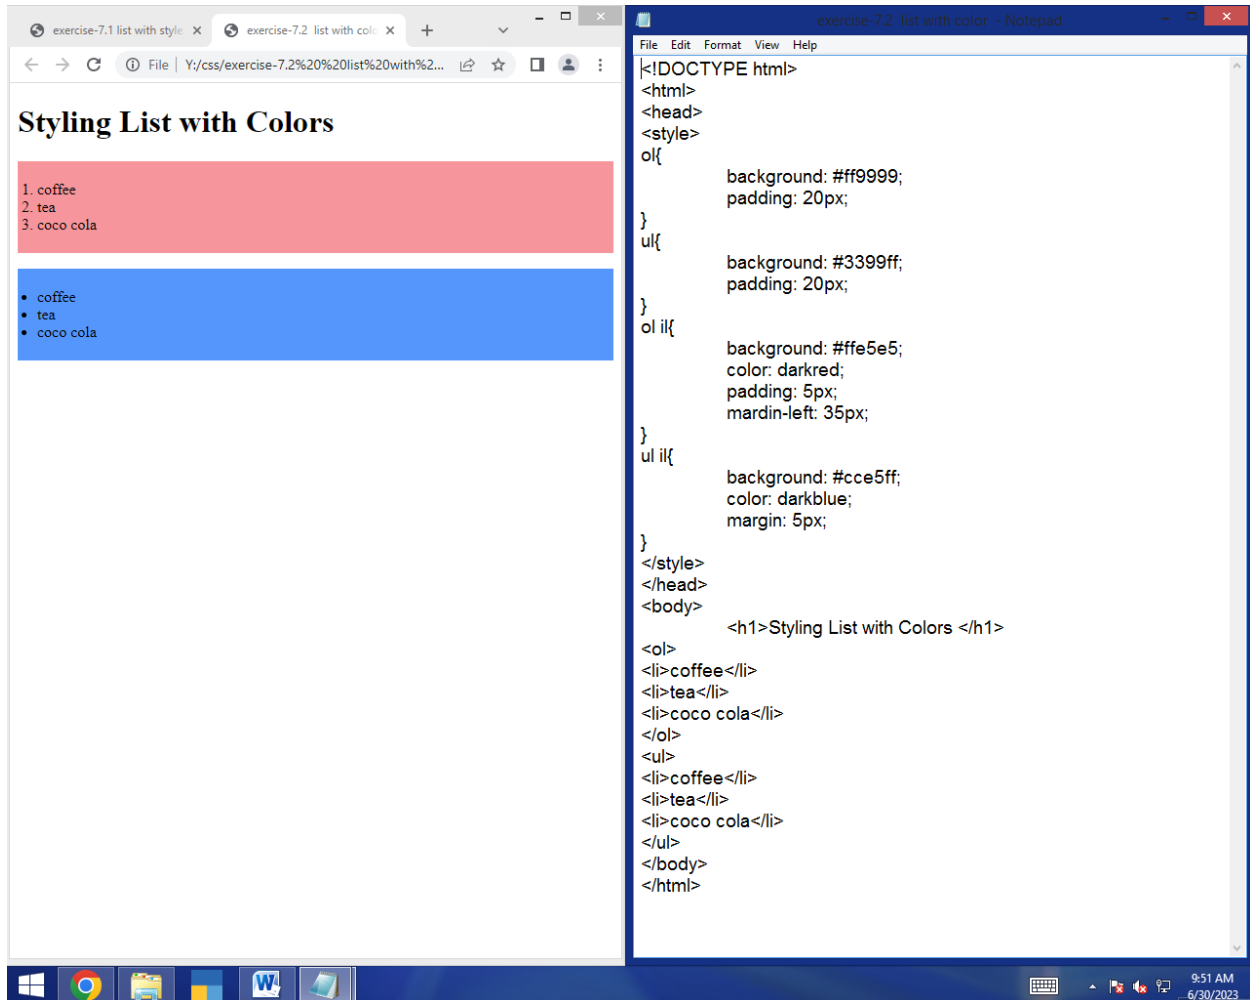 exercise-7.1 list with style
exercise-7.2 list with colo
File | Y:/css/exercise-7.2%20%20list%20with%2...
Styling List with Colors
1. coffee
2. tea
3. coco cola
• coffee
• tea
• coco cola
exercise-7.2 list with color - Notepad
File Edit Format View Help
<!DOCTYPE html>
<html>
<head>
<style>
ol{
background: #ff9999;
padding: 20px;
}
ul{
background: #3399ff;
padding: 20px;
}
ol il{
background: #ffe5e5;
color: darkred;
padding: 5px;
mardin-left: 35px;
}
ul il{
background: #cce5ff;
color: darkblue;
margin: 5px;
}
</style>
</head>
<body>
<h1>Styling List with Colors </h1>
<ol>
<li>coffee</li>
<li>tea</li>
<li>coco cola</li>
</ol>
<ul>
<li>coffee</li>
<li>tea</li>
<li>coco cola</li>
</ul>
</body>
</html>
9:51 AM
6/30/2023